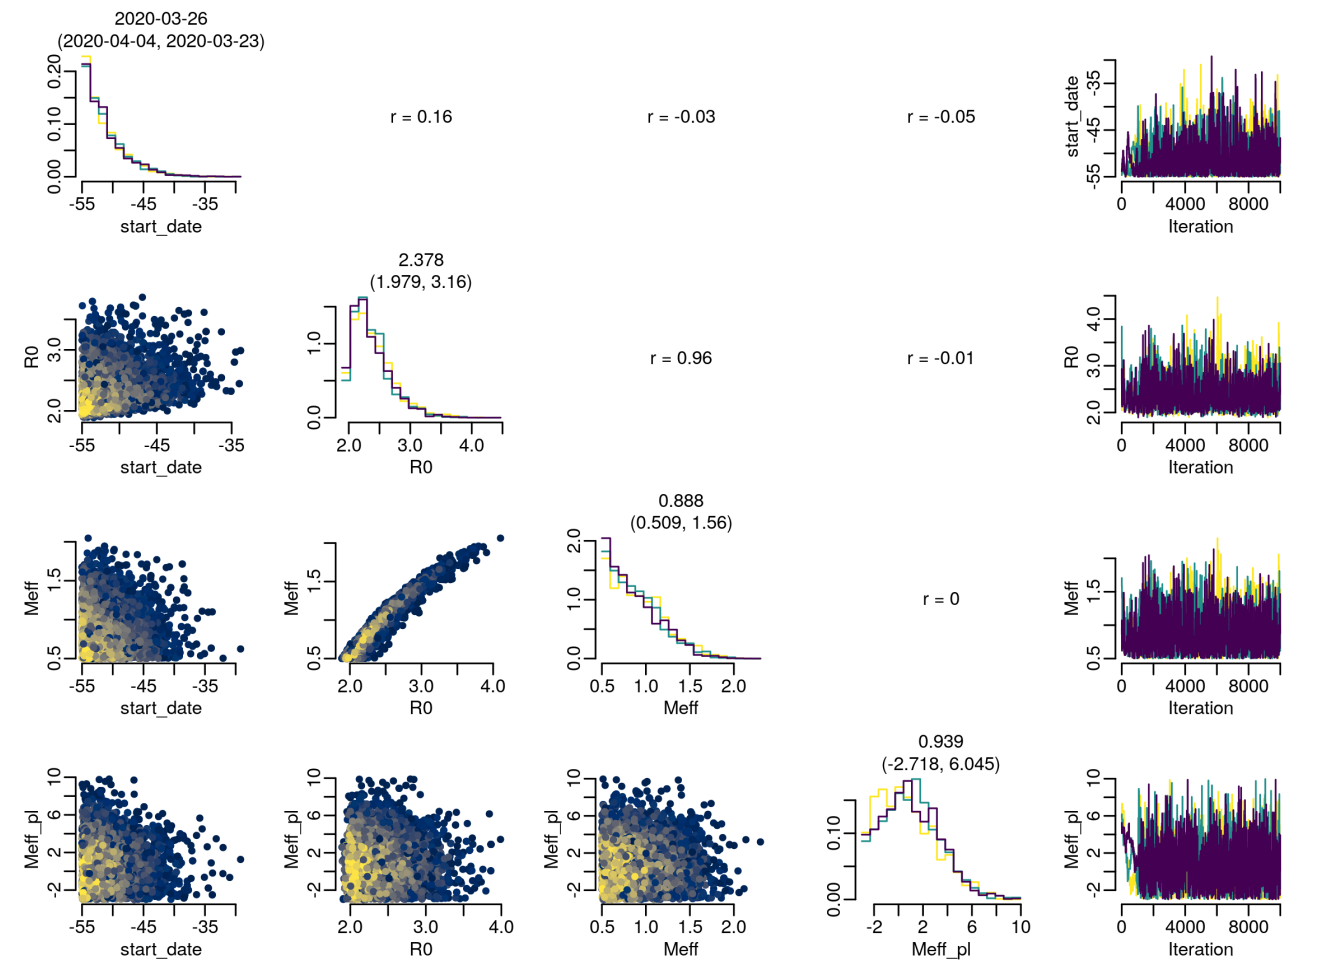 2020-03-26
(2020-04-04, 2020-03-23)
0.00 0.10 0.20
-55 -45 -35
start_date
r = 0.16
r = -0.03
r = -0.05
start_date
-55 -45 -35
0 4000 8000
Iteration
R0
2.0 3.0
-55 -45 -35
start_date
2.378
(1.979, 3.16)
0.0 1.0
2.0 3.0 4.0
R0
r = 0.96
r = -0.01
R0
2.0 3.0 4.0
0 4000 8000
Iteration
Meff
0.5 1.5
-55 -45 -35
start_date
Meff
0.5 1.5
2.0 3.0 4.0
R0
0.888
(0.509, 1.56)
0.0 1.0 2.0
0.5 1.0 1.5 2.0
Meff
r = 0
Meff
0.5 1.5
0 4000 8000
Iteration
Meff_pl
-2 2 6 10
-55 -45 -35
start_date
Meff_pl
-2 2 6 10
2.0 3.0 4.0
R0
Meff_pl
-2 2 6 10
0.5 1.0 1.5 2.0
Meff
0.939
(-2.718, 6.045)
0.00 0.10
-2 2 6 10
Meff_pl
Meff_pl
-2 2 6 10
0 4000 8000
Iteration